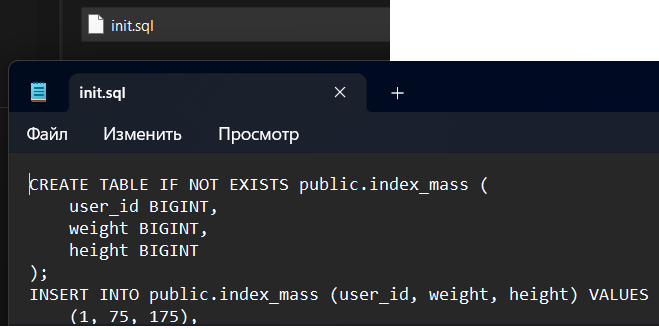 init.sql
init.sql
Файл Изменить Просмотр
CREATE TABLE IF NOT EXISTS public.index_mass (
user_id BIGINT,
weight BIGINT,
height BIGINT
);
INSERT INTO public.index_mass (user_id, weight, height) VALUES
(1, 75, 175),